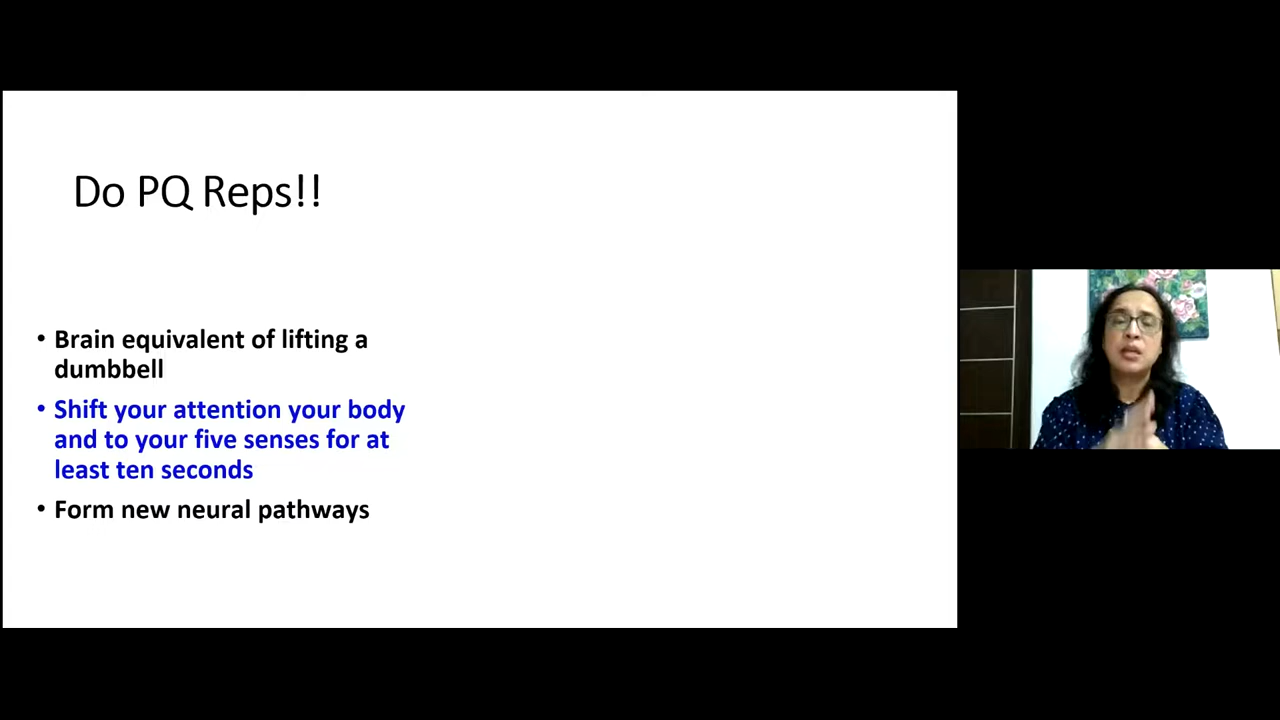 Do PQ Reps!!
• Brain equivalent of lifting a
dumbbell
• Shift your attention your body
and to your five senses for at
least ten seconds
• Form new neural pathways